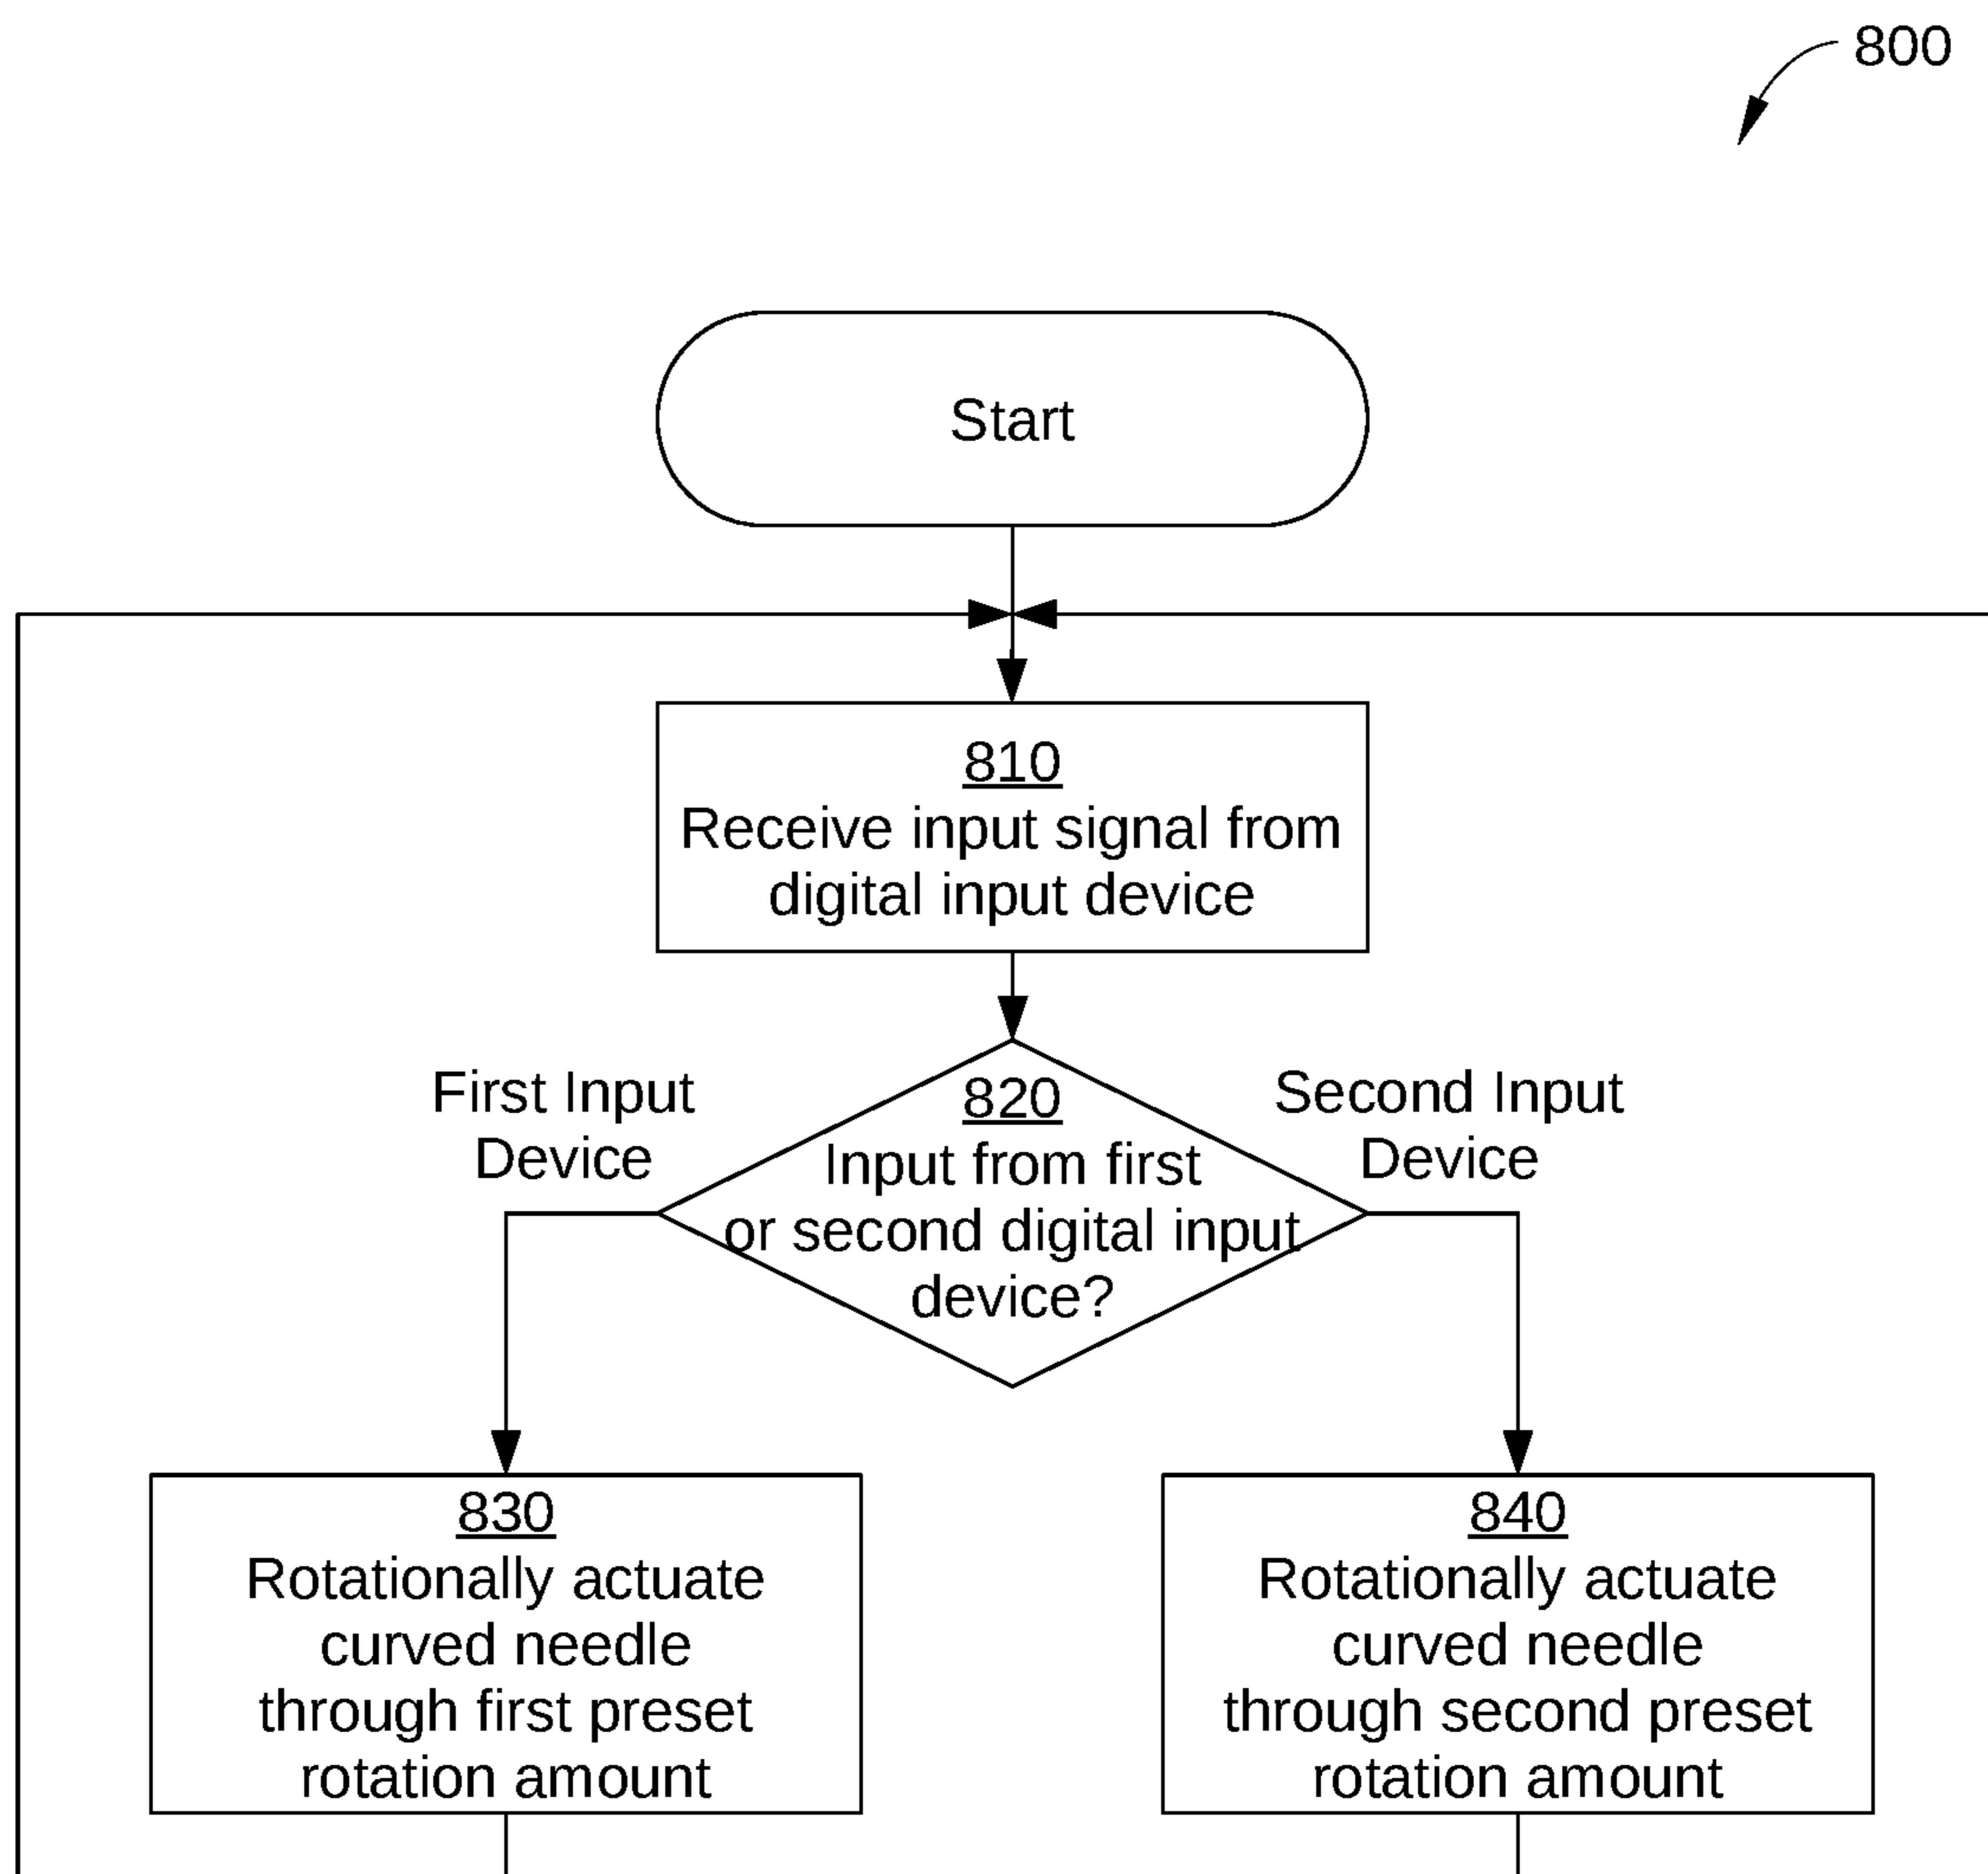 800
Start
810
Receive input signal from
digital input device
First Input
Device
820
Input from first
or second digital input
device?
Second Input
Device
830
Rotationally actuate
curved needle
through first preset
rotation amount
840
Rotationally actuate
curved needle
through second preset
rotation amount